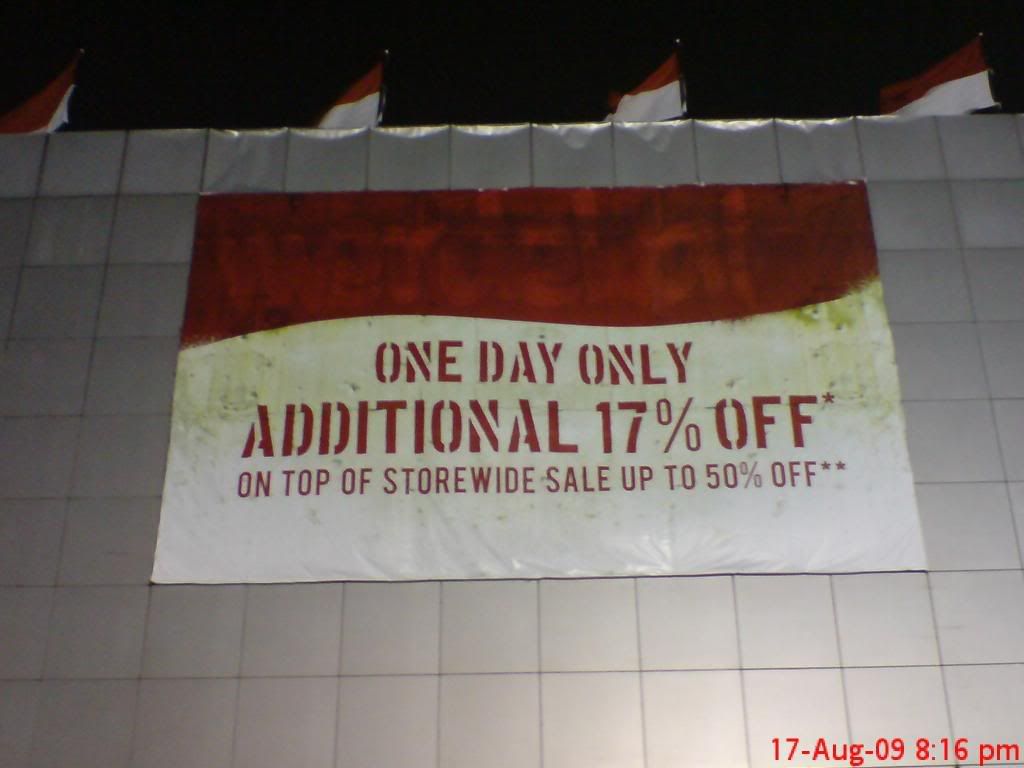 ONE DAY ONLY
ADDITIONAL 17% OFF*
ON TOP OF STOREWIDE SALE UP TO 50% OFF**
17-Aug-09 8:16 pm